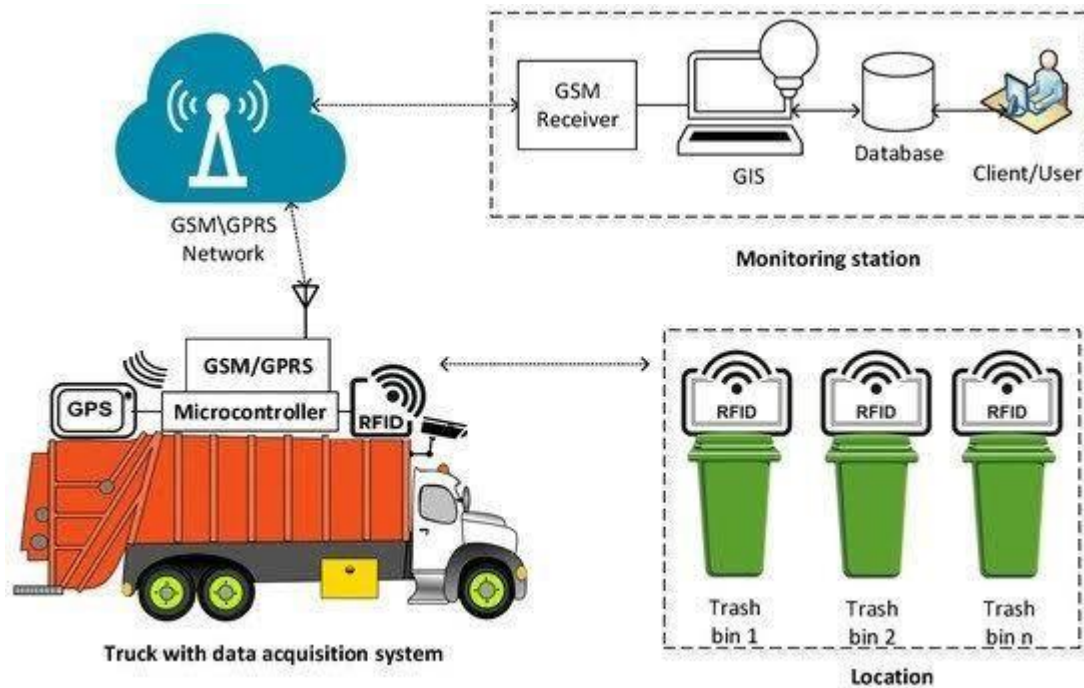 GSM
Receiver
GIS
Database
Client/User
GSM\GPRS
Network
Monitoring station
GSM/GPRS
GPS
Microcontroller
RFID
RFID
RFID
RFID
Trash
bin 1
Trash
bin 2
Trash
bin n
Truck with data acquisition system
Location